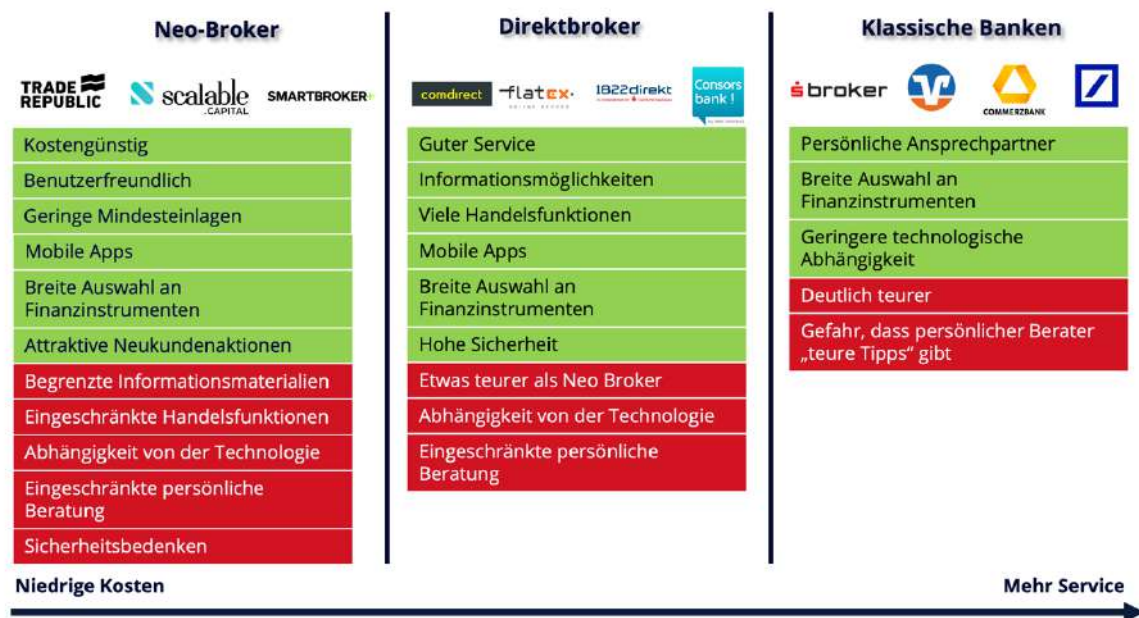 Neo-Broker
TRADE
REPUBLIC
scalable
.CAPITAL
SMARTBROKER+
Kostengünstig
Benutzerfreundlich
Geringe Mindesteinlagen
Mobile Apps
Breite Auswahl an
Finanzinstrumenten
Attraktive Neukundenaktionen
Begrenzte Informationsmaterialien
Eingeschränkte Handelsfunktionen
Abhängigkeit von der Technologie
Eingeschränkte persönliche
Beratung
Sicherheitsbedenken
Direktbroker
comdirect
flatex
ONLINE BROKER
1822direkt
Consors
bank!
Guter Service
Informationsmöglichkeiten
Viele Handelsfunktionen
Mobile Apps
Breite Auswahl an
Finanzinstrumenten
Hohe Sicherheit
Etwas teurer als Neo Broker
Abhängigkeit von der Technologie
Eingeschränkte persönliche
Beratung
Klassische Banken
S broker
COMMERZBANK
Persönliche Ansprechpartner
Breite Auswahl an
Finanzinstrumenten
Geringere technologische
Abhängigkeit
Deutlich teurer
Gefahr, dass persönlicher Berater
„teure Tipps“ gibt
Niedrige Kosten
Mehr Service